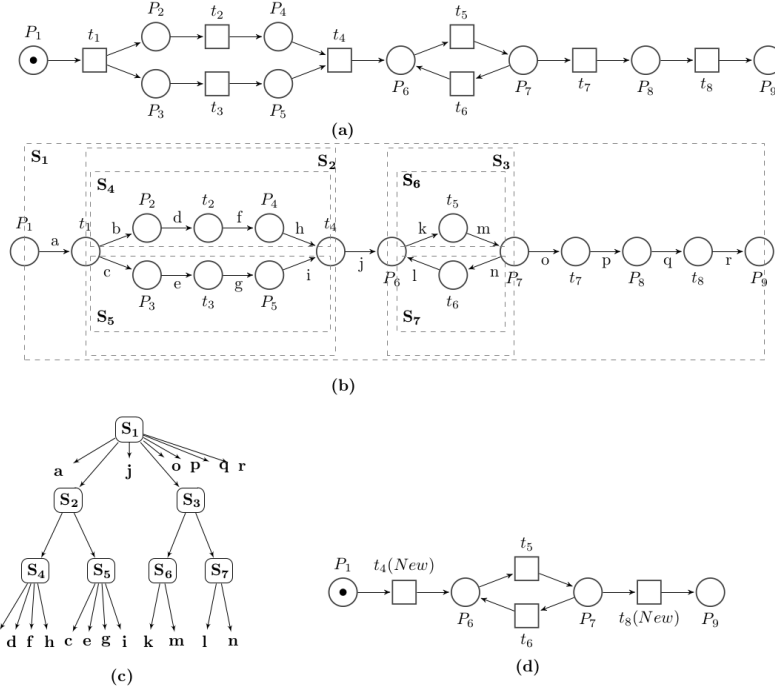 P₂ P₄ t₅
P₁ t₁ t₂ t₄
P₆ P₇ t₇ P₈ t₈ P₉
P₃ t₃ P₅ t₆
(a)
S₁ S₂ S₃
S₄ S₆
P₂ t₂ P₄ t₅
P₁ t₁ b d f h t₄ k m
a j o p q r
c e g i P₆ l n P₇ t₇ P₈ t₈ P₉
P₃ t₃ P₅ t₆
S₅ S₇
(b)
S₁
a j o p q r
S₂ S₃
S₄ S₅ S₆ S₇
d f h c e g i k m l n
(c)
t₅
P₁ t₄(New)
P₆ P₇ t₈(New) P₉
t₆
(d)